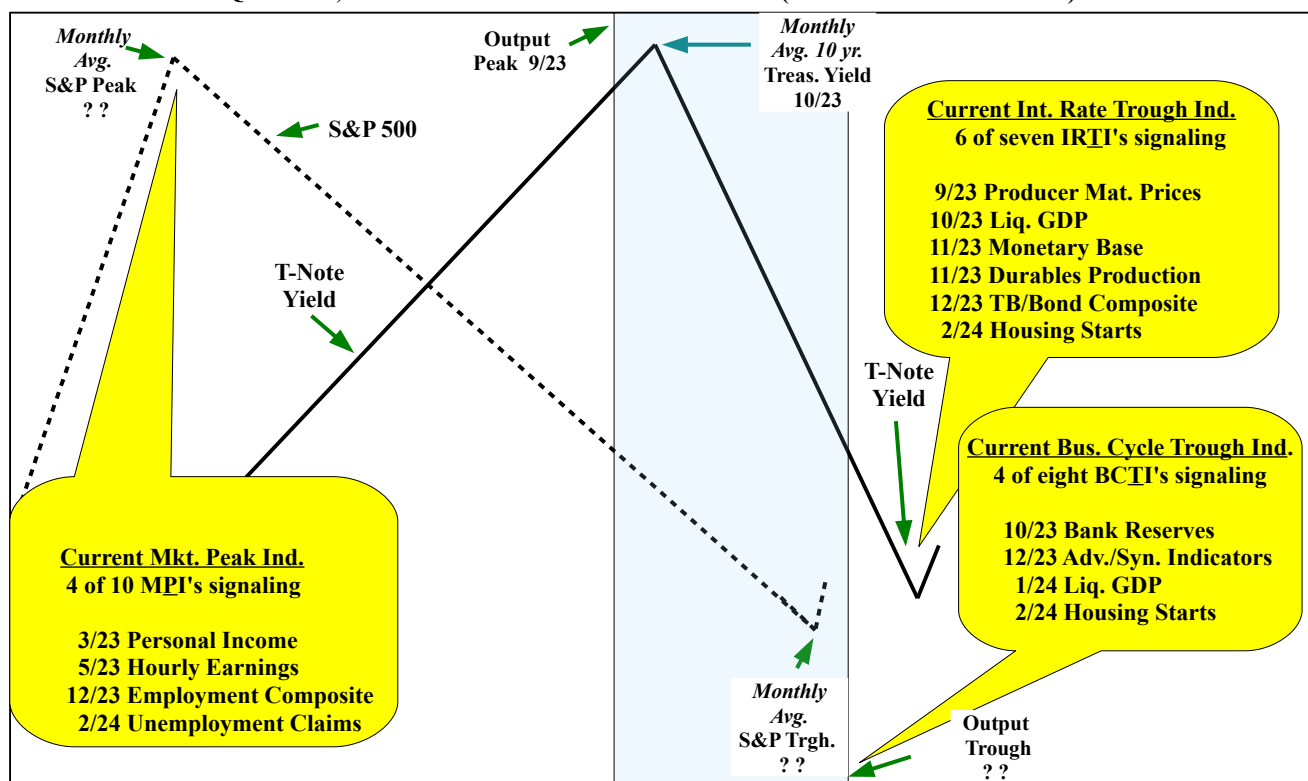 Monthly
Avg.
S&P Peak
? ?
Output
Peak 9/23
Monthly
Avg. 10 yr.
Treas. Yield
10/23
S&P 500
T-Note
Yield
Current Int. Rate Trough Ind.
6 of seven IRTI's signaling
9/23 Producer Mat. Prices
10/23 Liq. GDP
11/23 Monetary Base
11/23 Durables Production
12/23 TB/Bond Composite
2/24 Housing Starts
T-Note
Yield
Current Bus. Cycle Trough Ind.
4 of eight BCTI's signaling
10/23 Bank Reserves
12/23 Adv./Syn. Indicators
1/24 Liq. GDP
2/24 Housing Starts
Current Mkt. Peak Ind.
4 of 10 MPI's signaling
3/23 Personal Income
5/23 Hourly Earnings
12/23 Employment Composite
2/24 Unemployment Claims
Monthly
Avg.
S&P Trgh.
? ?
Output
Trough
? ?